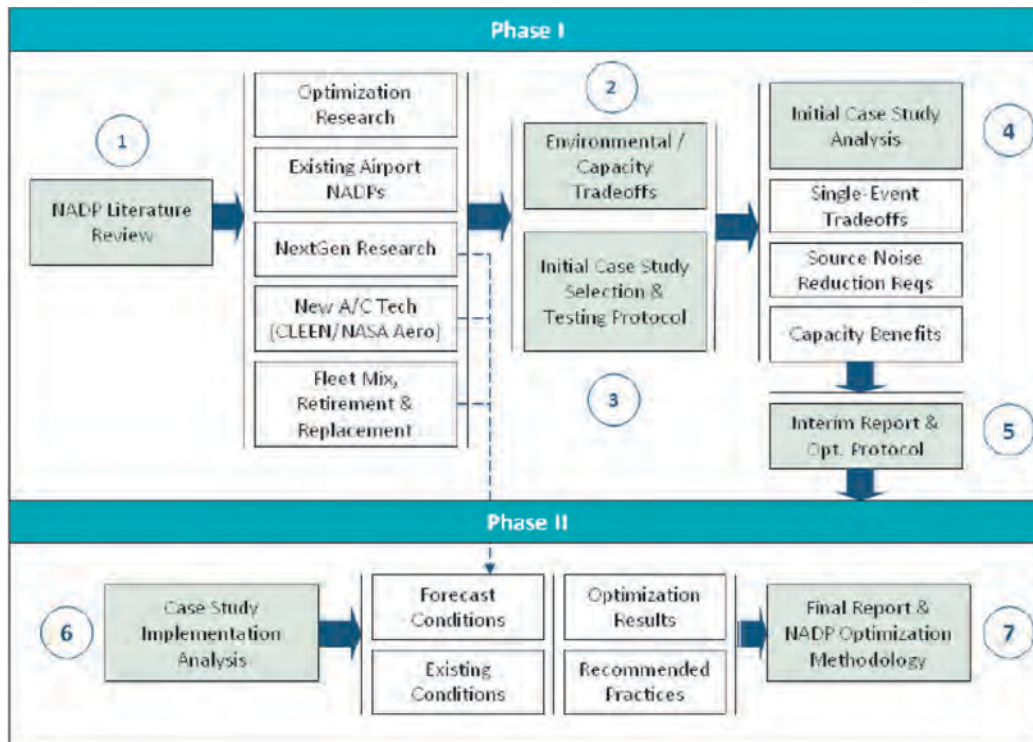 Phase I
1
NADP Literature
Review
Optimization
Research
Existing Airport
NADPs
NextGen Research
New A/C Tech
(CLEEN/NASA Aero)
Fleet Mix,
Retirement &
Replacement
2
Environmental /
Capacity
Tradeoffs
Initial Case Study
Selection &
Testing Protocol
3
Initial Case Study
Analysis
4
Single-Event
Tradeoffs
Source Noise
Reduction Reqs
Capacity Benefits
Interim Report &
Opt. Protocol
5
Phase II
6
Case Study
Implementation
Analysis
Forecast
Conditions
Existing
Conditions
Optimization
Results
Recommended
Practices
Final Report &
NADP Optimization
Methodology
7